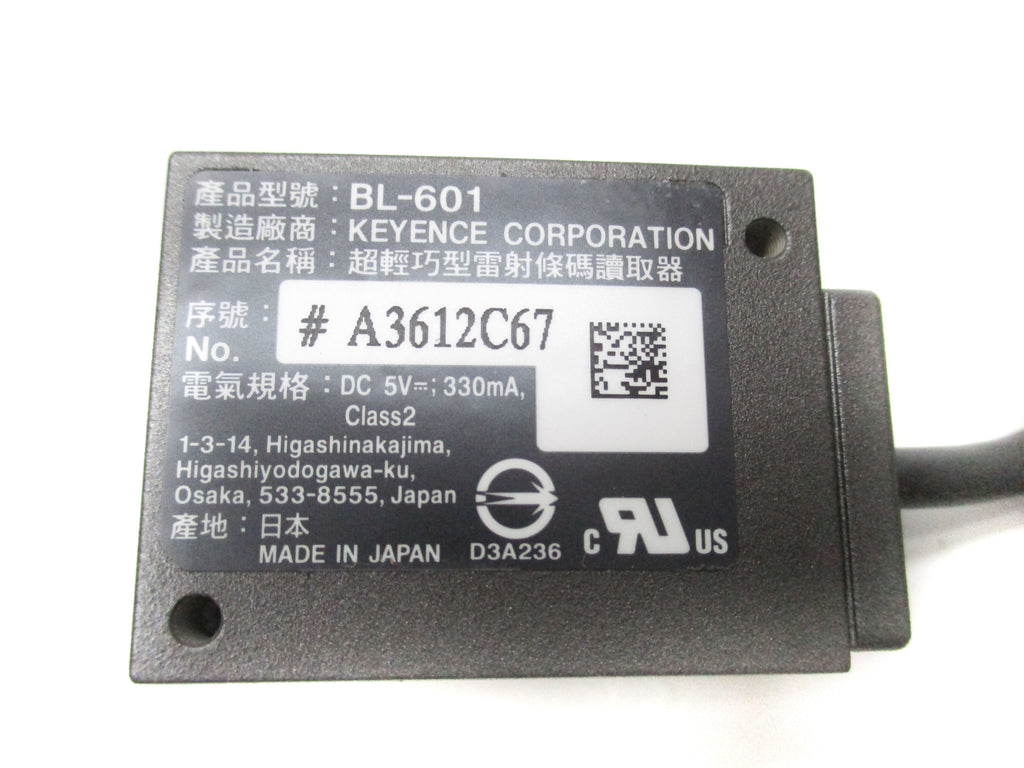 產品型號：BL-601
製造廠商：KEYENCE CORPORATION
產品名稱：超輕巧型雷射條碼讀取器
序號：
No.
# A3612C67
電氣規格：DC 5V⎓; 330mA,
Class2
1-3-14, Higashinakajima,
Higashiyodogawa-ku,
Osaka, 533-8555, Japan
產地：日本
MADE IN JAPAN
D3A236
C RU US